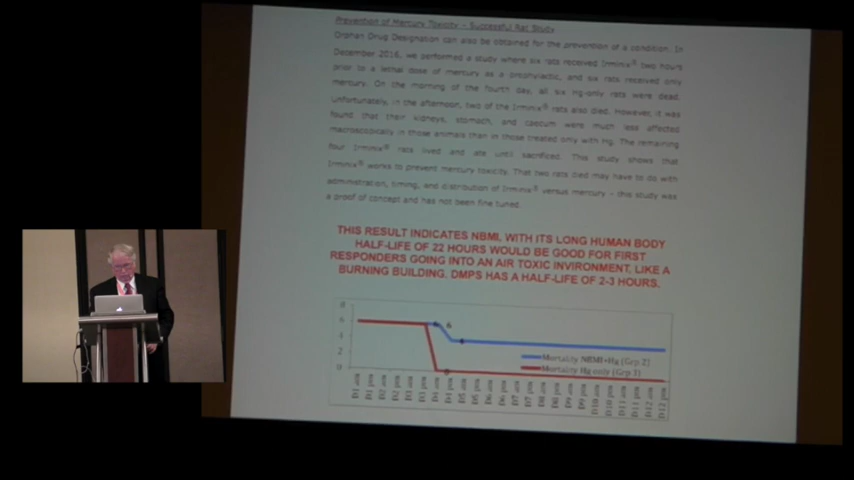 Prevention of Mercury Toxicity – Successful Rat Study
Orphan Drug Designation can also be obtained for the prevention of a condition. In
December 2016, we performed a study where six rats received Irminix® two hours
prior to a lethal dose of mercury as a prophylactic, and six rats received only
mercury. On the morning of the fourth day, all six Hg-only rats were dead.
Unfortunately, in the afternoon, two of the Irminix® rats also died. However, it was
found that their kidneys, stomach, and caecum were much less affected
macroscopically in those animals than in those treated only with Hg. The remaining
four Irminix® rats lived and ate until sacrificed. This study shows that
Irminix® works to prevent mercury toxicity. That two rats died may have to do with
administration, timing, and distribution of Irminix® versus mercury – this study was
a proof of concept and has not been fine tuned.
THIS RESULT INDICATES NBMI, WITH ITS LONG HUMAN BODY
HALF-LIFE OF 22 HOURS WOULD BE GOOD FOR FIRST
RESPONDERS GOING INTO AN AIR TOXIC INVIRONMENT, LIKE A
BURNING BUILDING. DMPS HAS A HALF-LIFE OF 2-3 HOURS.
8
6
4
2
0
6
Mortality NBMI+Hg (Grp 2)
Mortality Hg only (Grp 1)